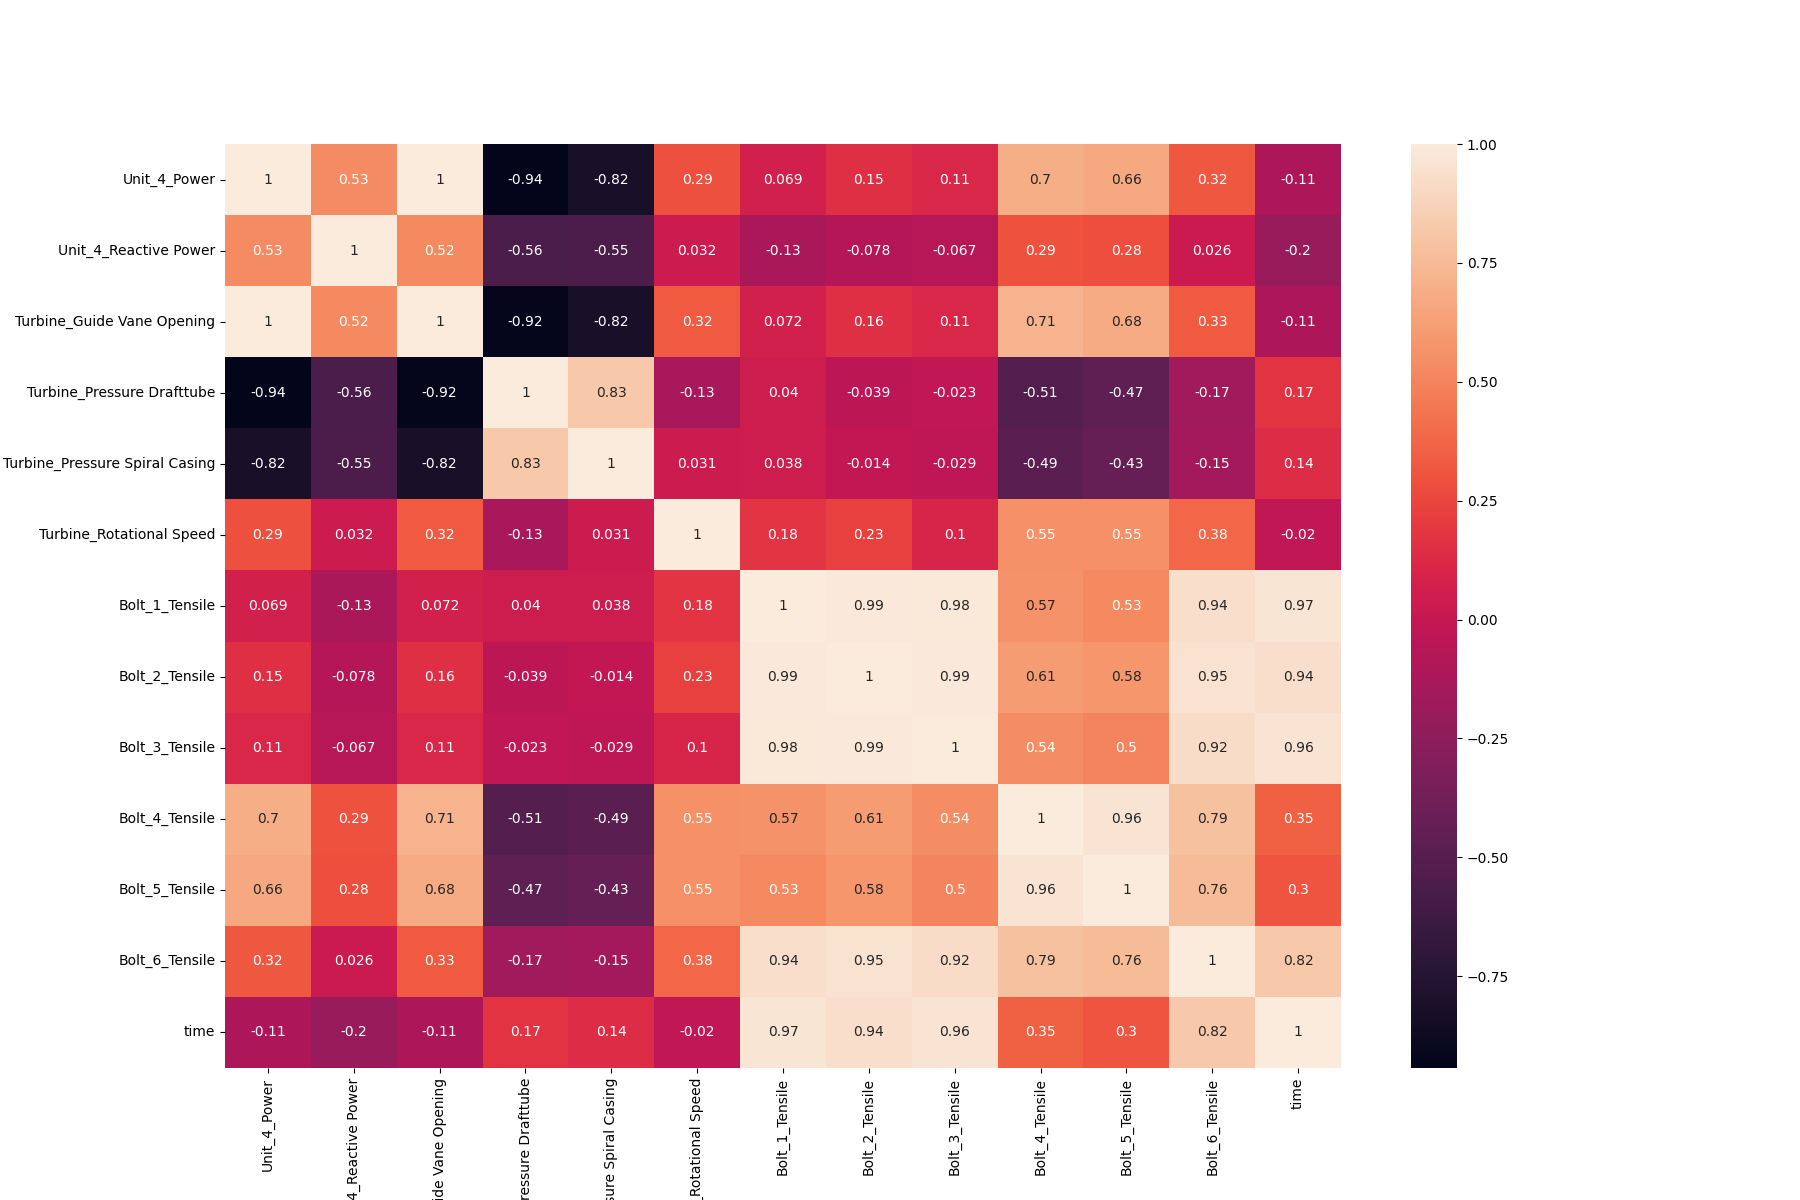 Unit_4_Power 1 0.53 1 -0.94 -0.82 0.29 0.069 0.15 0.11 0.7 0.66 0.32 -0.11
Unit_4_Reactive Power 0.53 1 0.52 -0.56 -0.55 0.032 -0.13 -0.078 -0.067 0.29 0.28 0.026 -0.2
Turbine_Guide Vane Opening 1 0.52 1 -0.92 -0.82 0.32 0.072 0.16 0.11 0.71 0.68 0.33 -0.11
Turbine_Pressure Drafttube -0.94 -0.56 -0.92 1 0.83 -0.13 0.04 -0.039 -0.023 -0.51 -0.47 -0.17 0.17
Turbine_Pressure Spiral Casing -0.82 -0.55 -0.82 0.83 1 0.031 0.038 -0.014 -0.029 -0.49 -0.43 -0.15 0.14
Turbine_Rotational Speed 0.29 0.032 0.32 -0.13 0.031 1 0.18 0.23 0.1 0.55 0.55 0.38 -0.02
Bolt_1_Tensile 0.069 -0.13 0.072 0.04 0.038 0.18 1 0.99 0.98 0.57 0.53 0.94 0.97
Bolt_2_Tensile 0.15 -0.078 0.16 -0.039 -0.014 0.23 0.99 1 0.99 0.61 0.58 0.95 0.94
Bolt_3_Tensile 0.11 -0.067 0.11 -0.023 -0.029 0.1 0.98 0.99 1 0.54 0.5 0.92 0.96
Bolt_4_Tensile 0.7 0.29 0.71 -0.51 -0.49 0.55 0.57 0.61 0.54 1 0.96 0.79 0.35
Bolt_5_Tensile 0.66 0.28 0.68 -0.47 -0.43 0.55 0.53 0.58 0.5 0.96 1 0.76 0.3
Bolt_6_Tensile 0.32 0.026 0.33 -0.17 -0.15 0.38 0.94 0.95 0.92 0.79 0.76 1 0.82
time -0.11 -0.2 -0.11 0.17 0.14 -0.02 0.97 0.94 0.96 0.35 0.3 0.82 1
Unit_4_Power
4_Reactive Power
ide Vane Opening
ressure Drafttube
sure Spiral Casing
_Rotational Speed
Bolt_1_Tensile
Bolt_2_Tensile
Bolt_3_Tensile
Bolt_4_Tensile
Bolt_5_Tensile
Bolt_6_Tensile
time
1.00
0.75
0.50
0.25
0.00
−0.25
−0.50
−0.75